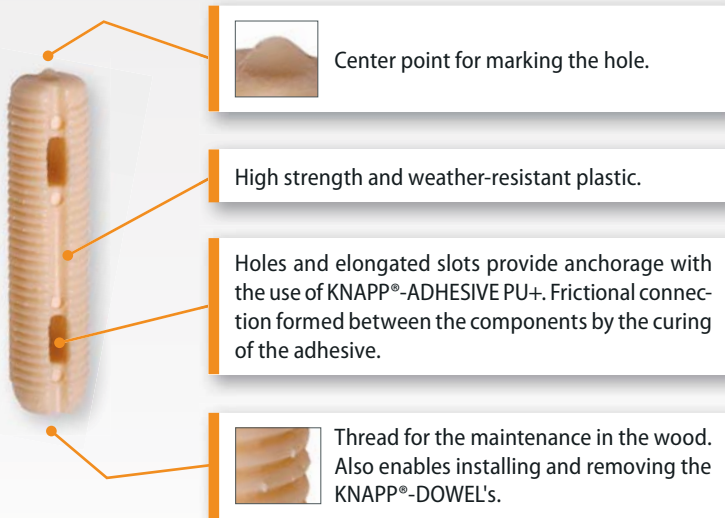 Center point for marking the hole.
High strength and weather-resistant plastic.
Holes and elongated slots provide anchorage with
the use of KNAPP®-ADHESIVE PU+. Frictional connec-
tion formed between the components by the curing
of the adhesive.
Thread for the maintenance in the wood.
Also enables installing and removing the
KNAPP®-DOWEL's.